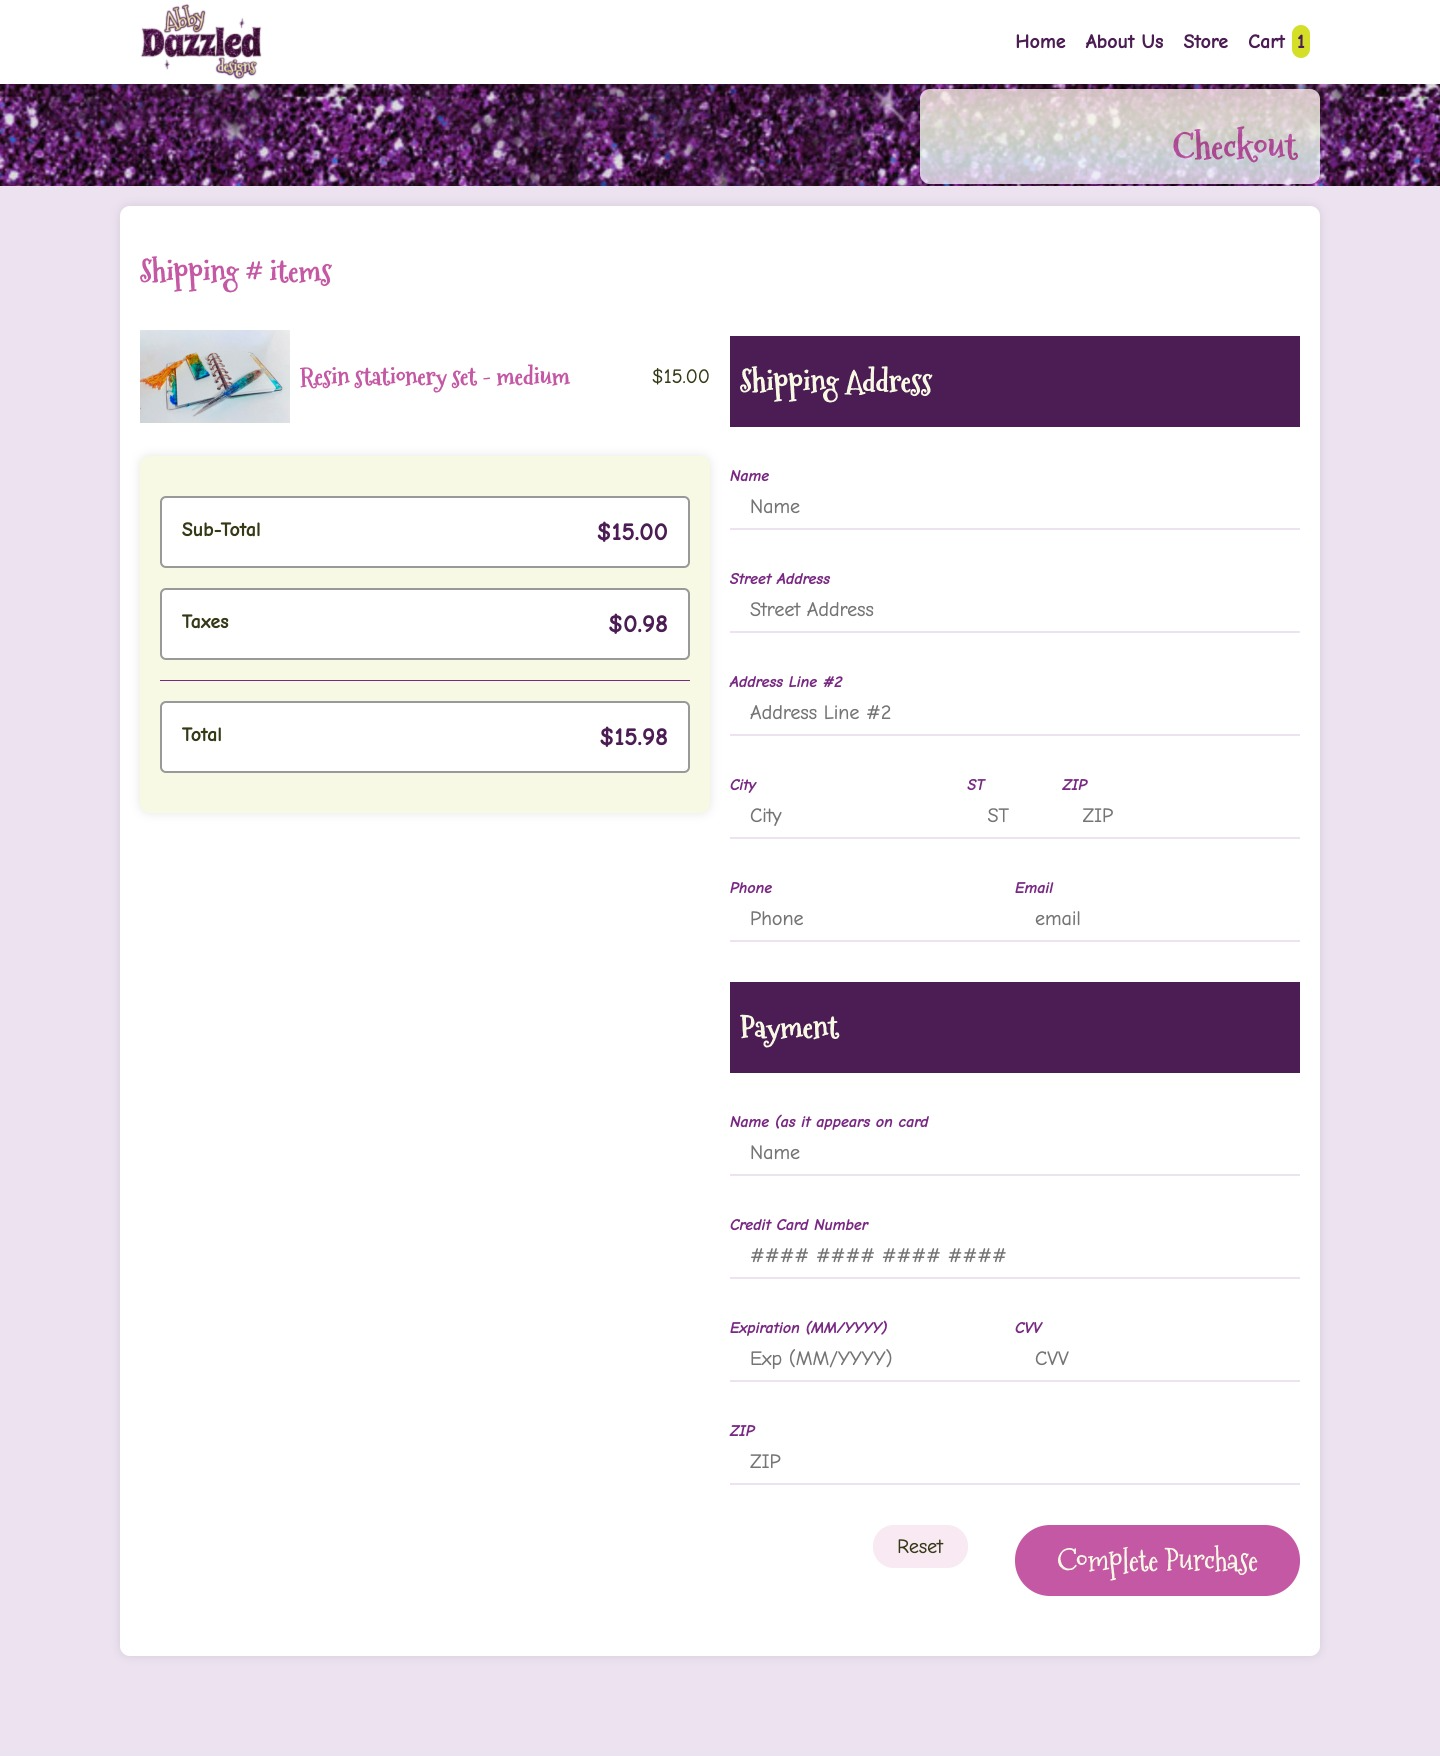 Abby
Dazzled
designs
Home About Us Store Cart 1
Checkout
Shipping # items
Resin stationery set - medium $15.00
Sub-Total $15.00
Taxes $0.98
Total $15.98
Shipping Address
Name
Name
Street Address
Street Address
Address Line #2
Address Line #2
City ST ZIP
City ST ZIP
Phone Email
Phone email
Payment
Name (as it appears on card
Name
Credit Card Number
#### #### #### ####
Expiration (MM/YYYY) CVV
Exp (MM/YYYY) CVV
ZIP
ZIP
Reset Complete Purchase